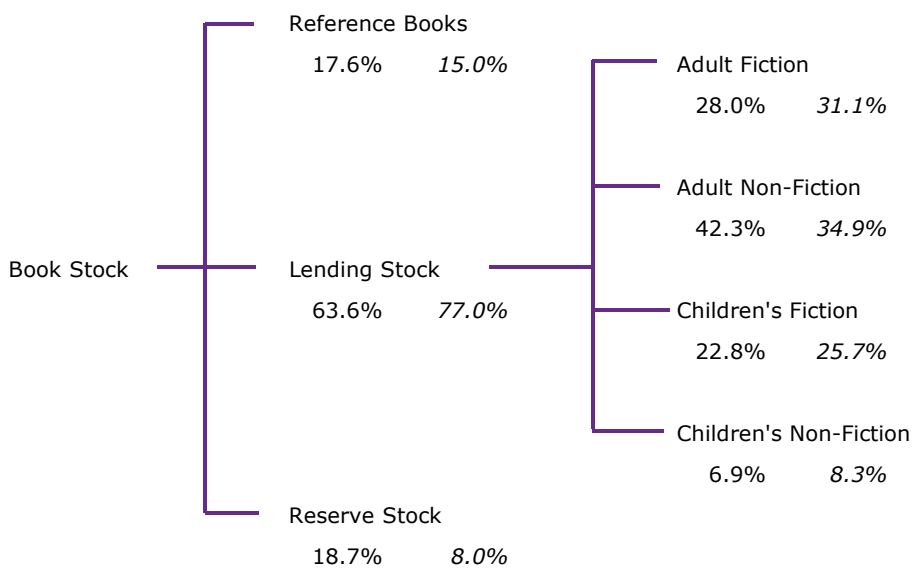 Book Stock
Reference Books
17.6% 15.0%
Lending Stock
63.6% 77.0%
Reserve Stock
18.7% 8.0%
Adult Fiction
28.0% 31.1%
Adult Non-Fiction
42.3% 34.9%
Children's Fiction
22.8% 25.7%
Children's Non-Fiction
6.9% 8.3%